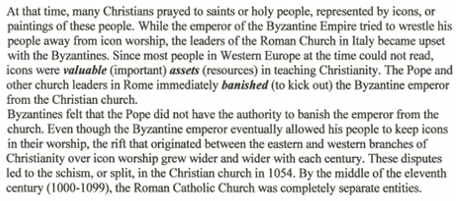 At that time, many Christians prayed to saints or holy people, represented by icons, or
paintings of these people. While the emperor of the Byzantine Empire tried to wrestle his
people away from icon worship, the leaders of the Roman Church in Italy became upset
with the Byzantines. Since most people in Western Europe at the time could not read,
icons were valuable (important) assets (resources) in teaching Christianity. The Pope and
other church leaders in Rome immediately banished (to kick out) the Byzantine emperor
from the Christian church.
Byzantines felt that the Pope did not have the authority to banish the emperor from the
church. Even though the Byzantine emperor eventually allowed his people to keep icons
in their worship, the rift that originated between the eastern and western branches of
Christianity over icon worship grew wider and wider with each century. These disputes
led to the schism, or split, in the Christian church in 1054. By the middle of the eleventh
century (1000-1099), the Roman Catholic Church was completely separate entities.